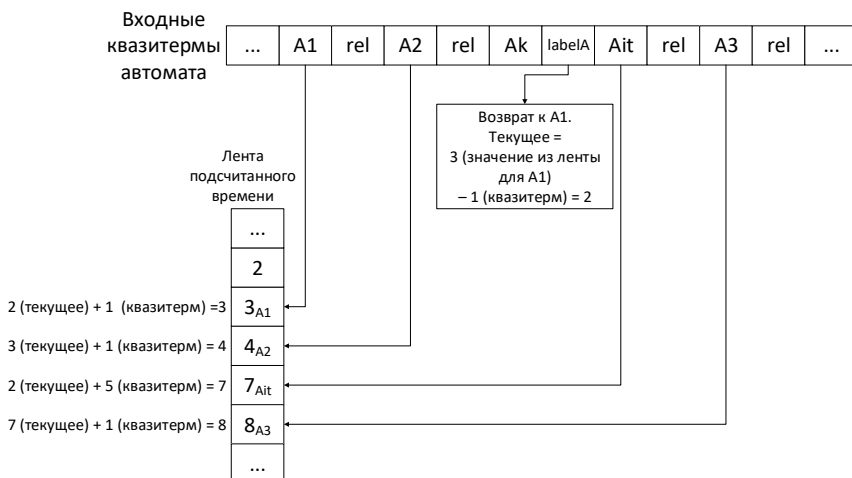 Входные
квазитермы
автомата
... A1 rel A2 rel Ak labelA Ait rel A3 rel ...
Возврат к A1.
Текущее =
3 (значение из ленты
для A1)
– 1 (квазитерм) = 2
Лента
подсчитанного
времени
...
2
2 (текущее) + 1 (квазитерм) =3 3A1
3 (текущее) + 1 (квазитерм) = 4 4A2
2 (текущее) + 5 (квазитерм) = 7 7Ait
7 (текущее) + 1 (квазитерм) = 8 8A3
...